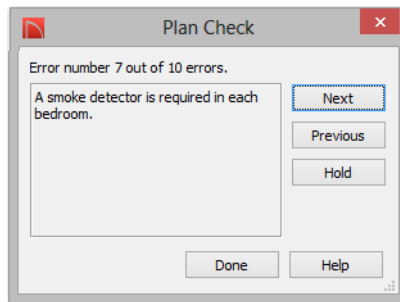 Plan Check
Error number 7 out of 10 errors.
A smoke detector is required in each
bedroom.
Next
Previous
Hold
Done
Help